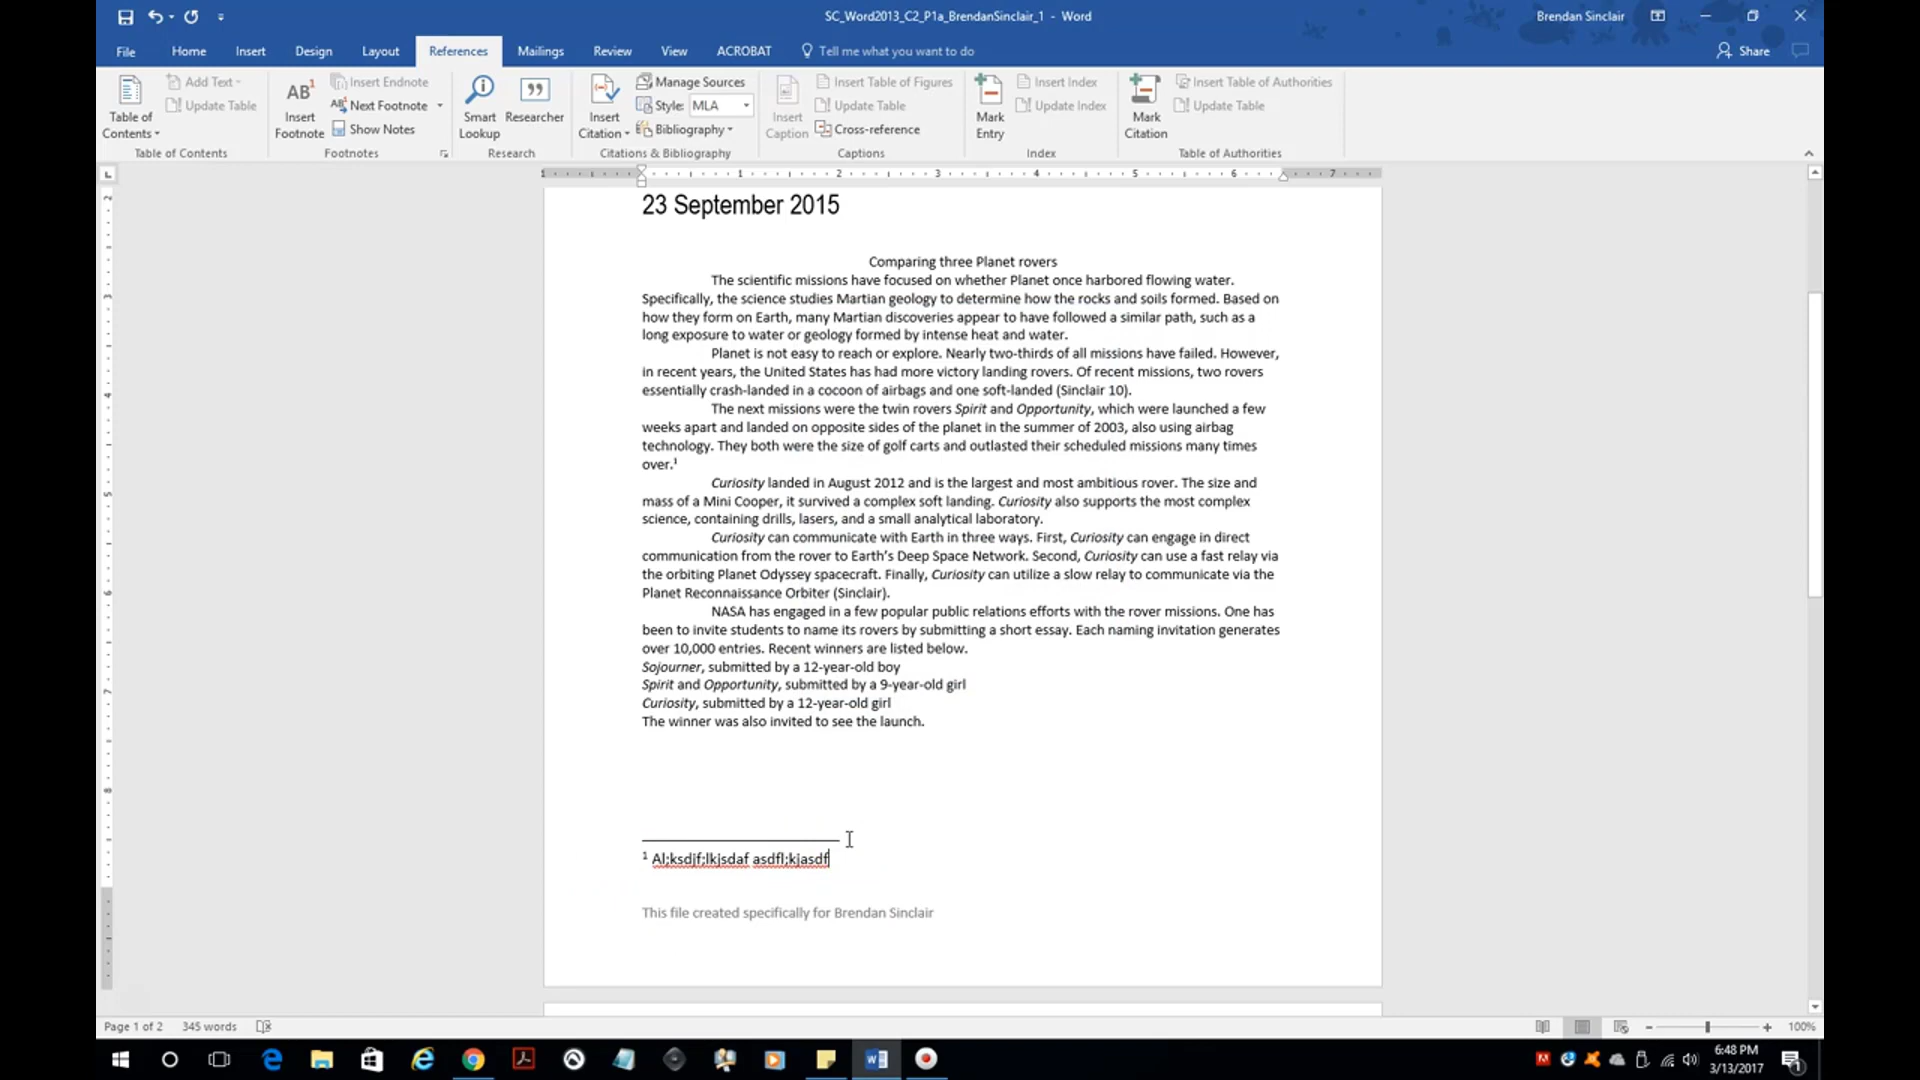 SC_Word2013_C2_P1a_BrendanSinclair_1 - Word
Brendan Sinclair
File Home Insert Design Layout References Mailings Review View ACROBAT Tell me what you want to do Share
Table of Contents
Add Text
Update Table
Table of Contents
AB¹ Insert Footnote
Insert Endnote
Next Footnote
Show Notes
Footnotes
Smart Lookup
Researcher
Research
Insert Citation
Manage Sources
Style: MLA
Bibliography
Citations & Bibliography
Insert Caption
Insert Table of Figures
Update Table
Cross-reference
Captions
Mark Entry
Insert Index
Update Index
Index
Mark Citation
Insert Table of Authorities
Update Table
Table of Authorities
1 1 2 3 4 5 6 7
2
3
4
5
6
7
8
23 September 2015
Comparing three Planet rovers
The scientific missions have focused on whether Planet once harbored flowing water.
Specifically, the science studies Martian geology to determine how the rocks and soils formed. Based on
how they form on Earth, many Martian discoveries appear to have followed a similar path, such as a
long exposure to water or geology formed by intense heat and water.
Planet is not easy to reach or explore. Nearly two-thirds of all missions have failed. However,
in recent years, the United States has had more victory landing rovers. Of recent missions, two rovers
essentially crash-landed in a cocoon of airbags and one soft-landed (Sinclair 10).
The next missions were the twin rovers Spirit and Opportunity, which were launched a few
weeks apart and landed on opposite sides of the planet in the summer of 2003, also using airbag
technology. They both were the size of golf carts and outlasted their scheduled missions many times
over.¹
Curiosity landed in August 2012 and is the largest and most ambitious rover. The size and
mass of a Mini Cooper, it survived a complex soft landing. Curiosity also supports the most complex
science, containing drills, lasers, and a small analytical laboratory.
Curiosity can communicate with Earth in three ways. First, Curiosity can engage in direct
communication from the rover to Earth's Deep Space Network. Second, Curiosity can use a fast relay via
the orbiting Planet Odyssey spacecraft. Finally, Curiosity can utilize a slow relay to communicate via the
Planet Reconnaissance Orbiter (Sinclair).
NASA has engaged in a few popular public relations efforts with the rover missions. One has
been to invite students to name its rovers by submitting a short essay. Each naming invitation generates
over 10,000 entries. Recent winners are listed below.
Sojourner, submitted by a 12-year-old boy
Spirit and Opportunity, submitted by a 9-year-old girl
Curiosity, submitted by a 12-year-old girl
The winner was also invited to see the launch.
¹ Al;ksdjf;lkjsdaf asdfl;kjasdf
This file created specifically for Brendan Sinclair
Page 1 of 2 345 words 100%
6:48 PM
3/13/2017